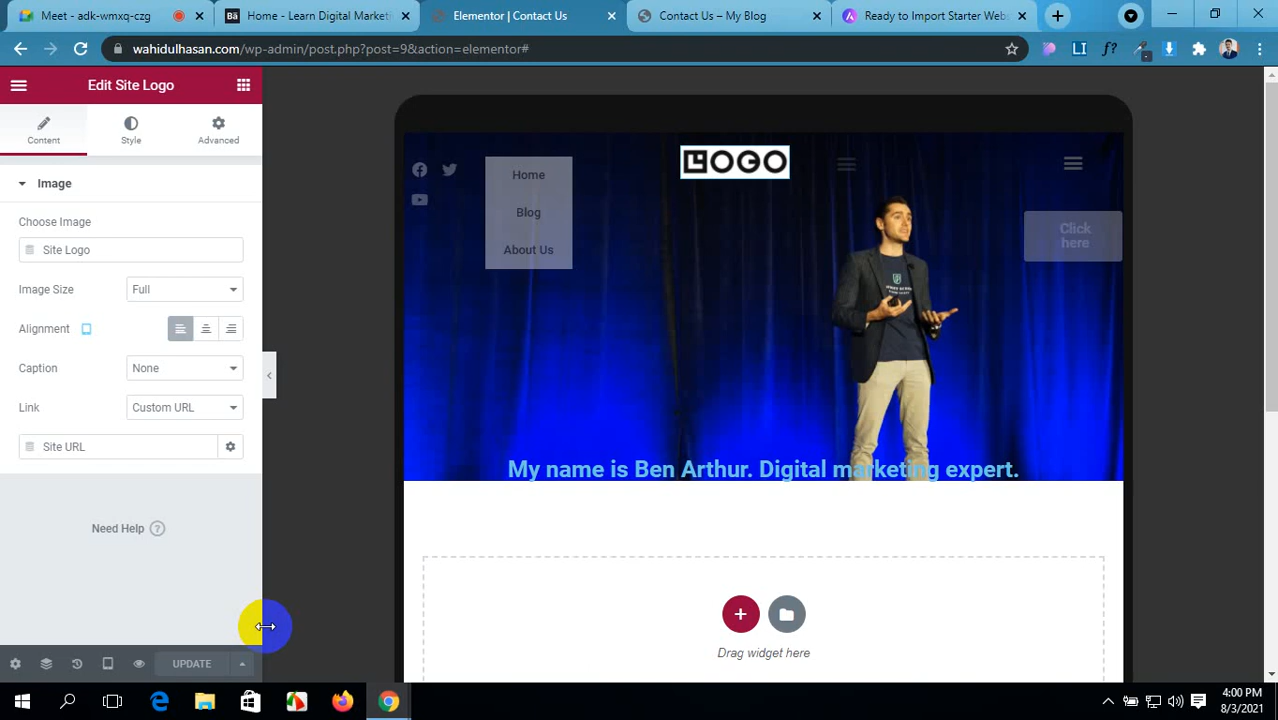 Meet - adk-wmxq-czg
Home - Learn Digital Marketi
Elementor | Contact Us
Contact Us – My Blog
Ready to Import Starter Web
wahidulhasan.com/wp-admin/post.php?post=9&action=elementor#
Edit Site Logo
Content
Style
Advanced
Image
Choose Image
Site Logo
Image Size
Full
Alignment
Caption
None
Link
Custom URL
Site URL
Need Help
UPDATE
LOGO
Home
Blog
About Us
Click
here
My name is Ben Arthur. Digital marketing expert.
Drag widget here
4:00 PM
8/3/2021